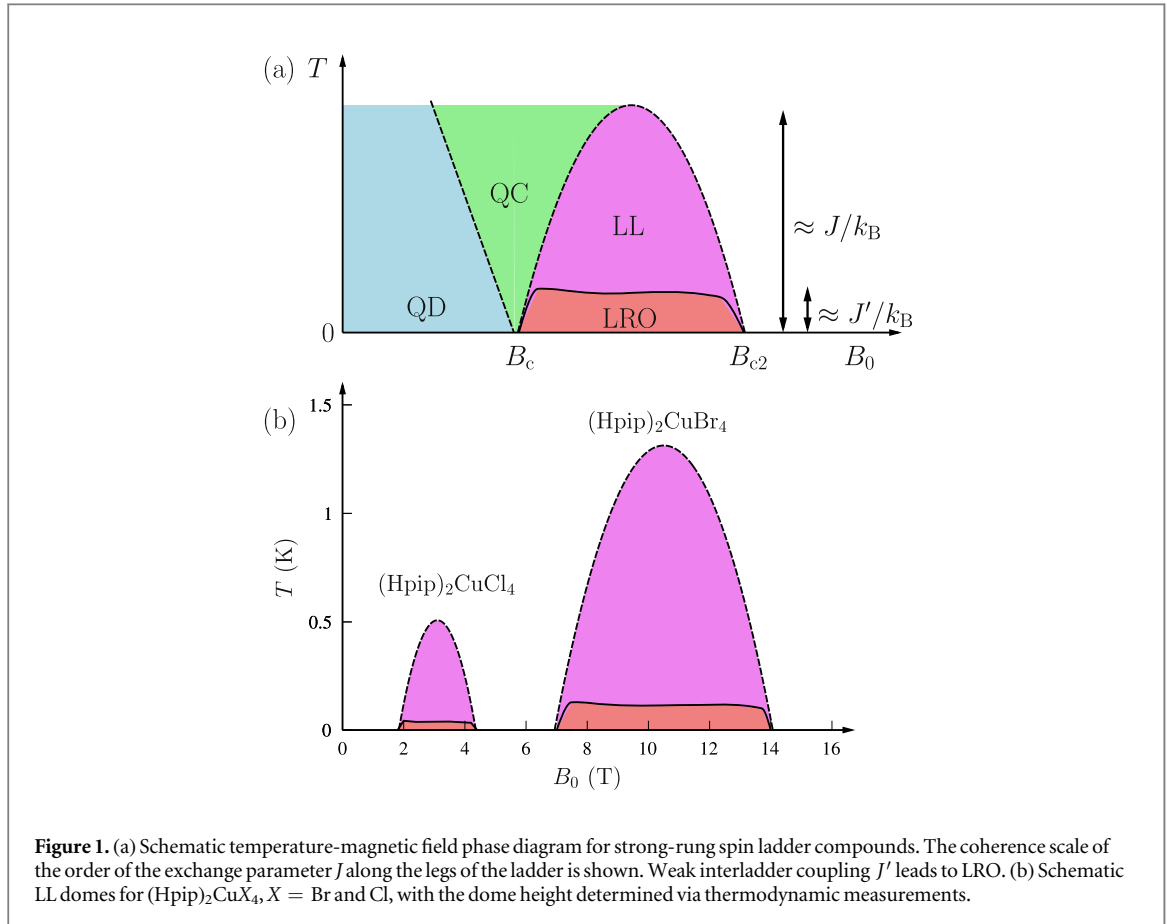 (a) T
QC
LL
≈ J/k_B
QD
LRO
≈ J′/k_B
0
B_c
B_c2
B_0
(b)
1.5
(Hpip)₂CuBr₄
1
T (K)
(Hpip)₂CuCl₄
0.5
0
0 2 4 6 8 10 12 14 16
B_0 (T)
Figure 1. (a) Schematic temperature-magnetic field phase diagram for strong-rung spin ladder compounds. The coherence scale of
the order of the exchange parameter J along the legs of the ladder is shown. Weak interladder coupling J′ leads to LRO. (b) Schematic
LL domes for (Hpip)₂CuX₄, X = Br and Cl, with the dome height determined via thermodynamic measurements.